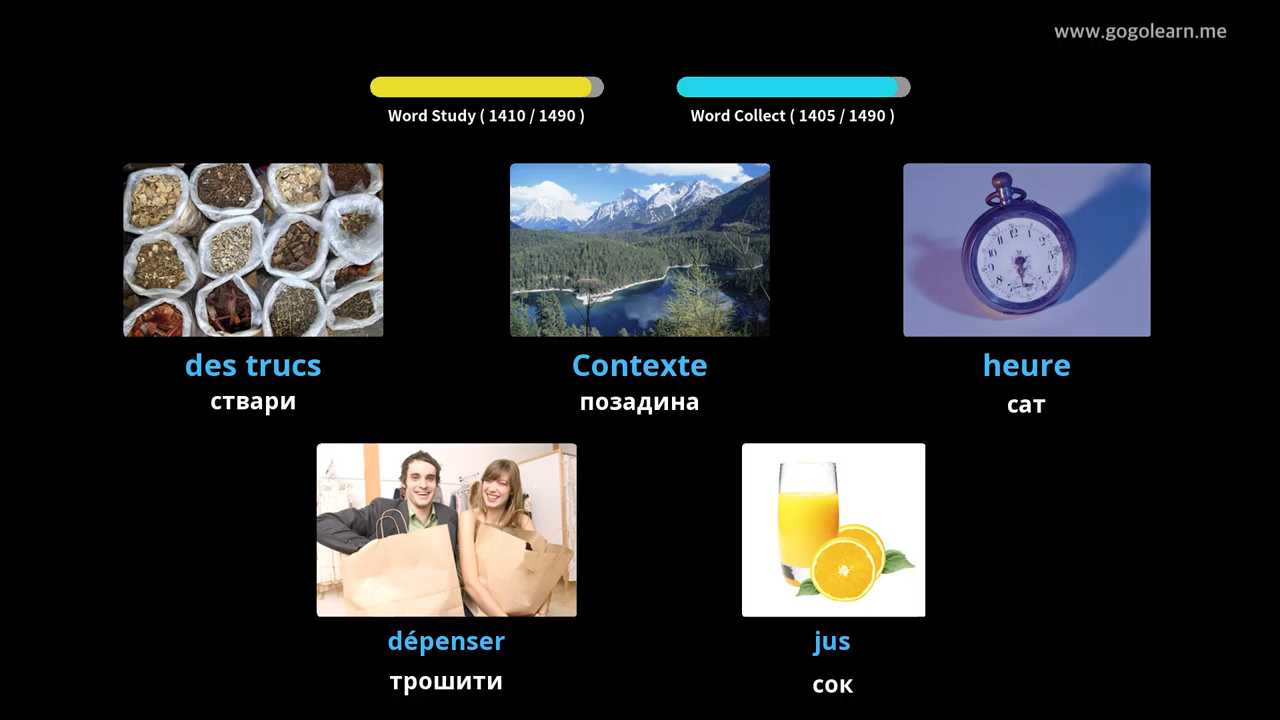 www.gogolearn.me
Word Study ( 1410 / 1490 )
Word Collect ( 1405 / 1490 )
des trucs
ствари
Contexte
позадина
heure
сат
dépenser
трошити
jus
сок